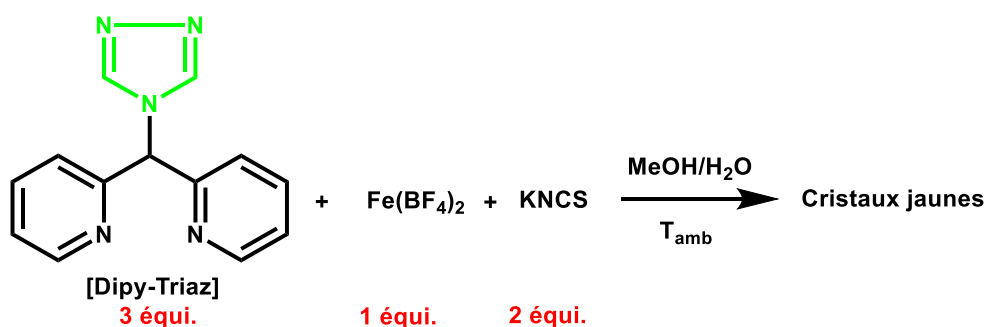 N N
N
N N
[Dipy-Triaz]
3 équi.
+
Fe(BF₄)₂
1 équi.
+
KNCS
2 équi.
MeOH/H₂O
Tamb
Cristaux jaunes